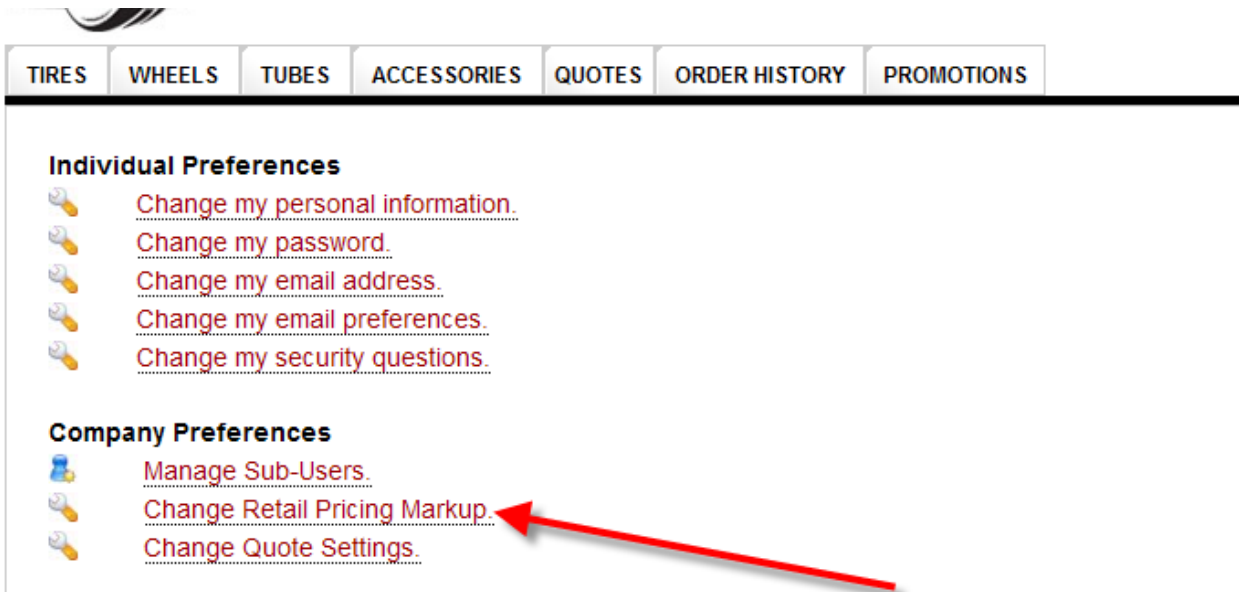 TIRES WHEELS TUBES ACCESSORIES QUOTES ORDER HISTORY PROMOTIONS
Individual Preferences
Change my personal information.
Change my password.
Change my email address.
Change my email preferences.
Change my security questions.
Company Preferences
Manage Sub-Users.
Change Retail Pricing Markup.
Change Quote Settings.